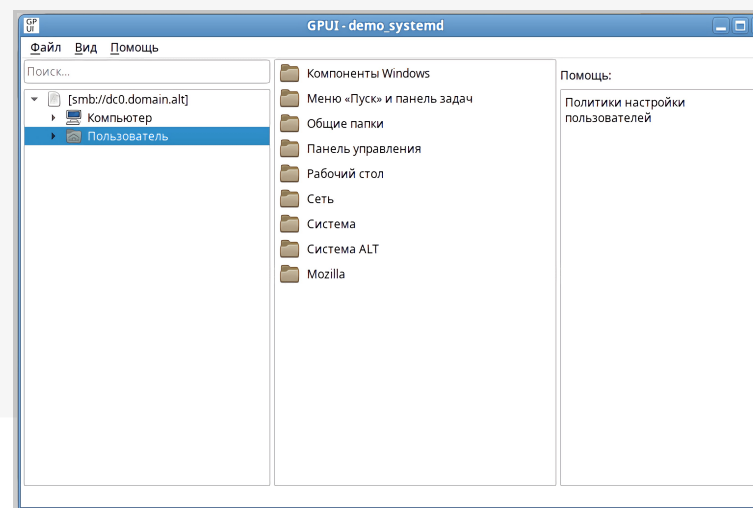 GP
UI
GPUI - demo_systemd
Файл Вид Помощь
Поиск...
[smb://dc0.domain.alt]
Компьютер
Пользователь
Компоненты Windows
Меню «Пуск» и панель задач
Общие папки
Панель управления
Рабочий стол
Сеть
Система
Система ALT
Mozilla
Помощь:
Политики настройки
пользователей